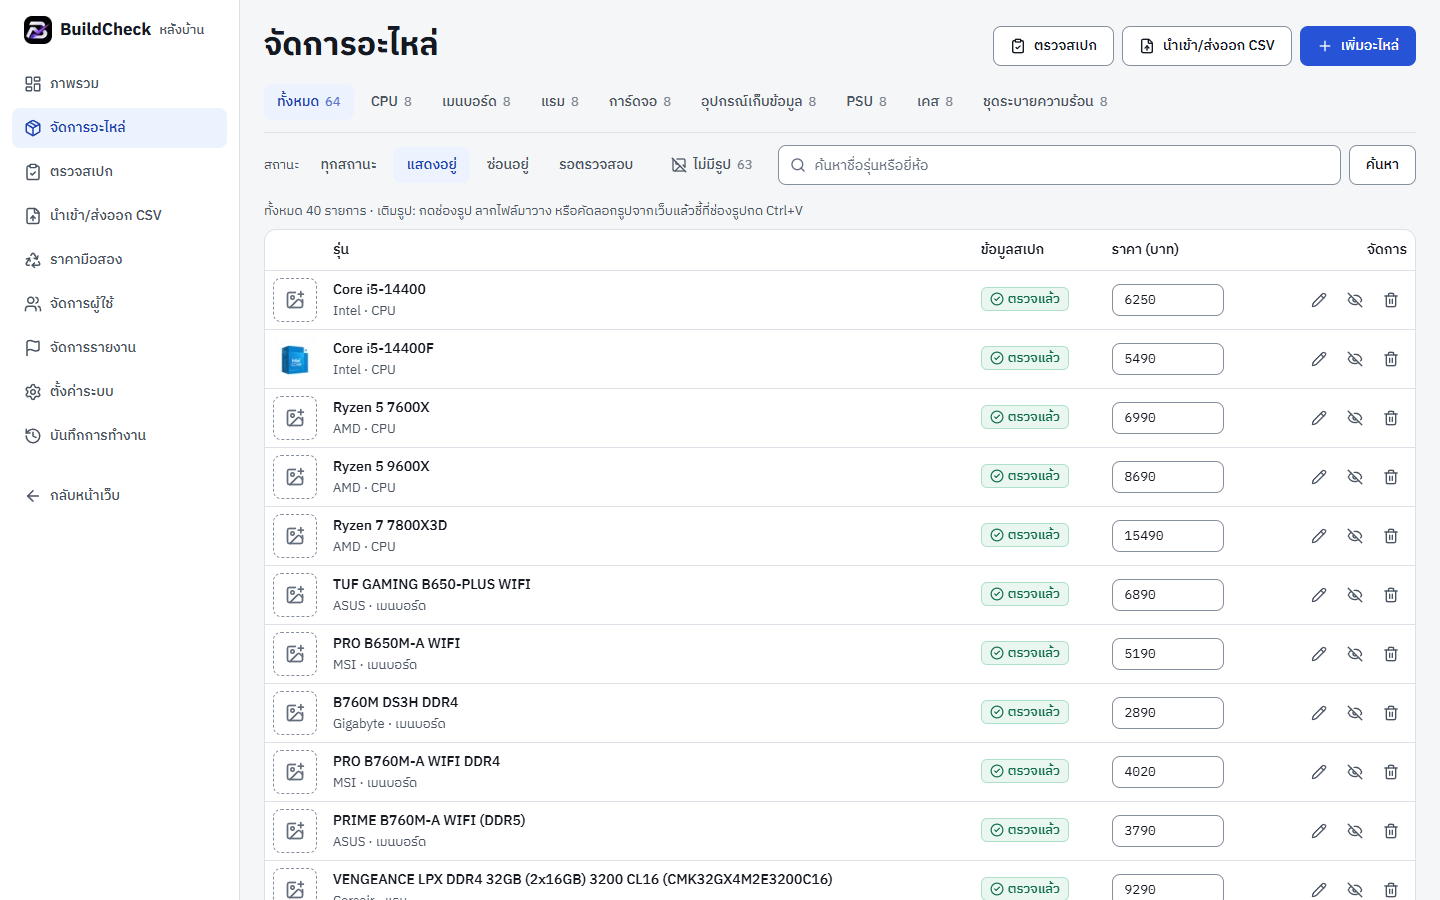 BuildCheck หลังบ้าน
ภาพรวม
จัดการอะไหล่
ตรวจสเปก
นำเข้า/ส่งออก CSV
ราคามือสอง
จัดการผู้ใช้
จัดการรายงาน
ตั้งค่าระบบ
บันทึกการทำงาน
กลับหน้าเว็บ
จัดการอะไหล่
ตรวจสเปก
นำเข้า/ส่งออก CSV
เพิ่มอะไหล่
ทั้งหมด 64 CPU 8 เมนบอร์ด 8 แรม 8 การ์ดจอ 8 อุปกรณ์เก็บข้อมูล 8 PSU 8 เคส 8 ชุดระบายความร้อน 8
สถานะ ทุกสถานะ แสดงอยู่ ซ่อนอยู่ รอตรวจสอบ ไม่มีรูป 63 ค้นหาชื่อรุ่นหรือยี่ห้อ ค้นหา
ทั้งหมด 40 รายการ · เติมรูป: กดช่องรูป ลากไฟล์มาวาง หรือคัดลอกรูปจากเว็บแล้วชี้ที่ช่องรูปกด Ctrl+V
รุ่น ข้อมูลสเปก ราคา (บาท) จัดการ
Core i5-14400 ตรวจแล้ว 6250
Intel · CPU
Core i5-14400F ตรวจแล้ว 5490
Intel · CPU
Ryzen 5 7600X ตรวจแล้ว 6990
AMD · CPU
Ryzen 5 9600X ตรวจแล้ว 8690
AMD · CPU
Ryzen 7 7800X3D ตรวจแล้ว 15490
AMD · CPU
TUF GAMING B650-PLUS WIFI ตรวจแล้ว 6890
ASUS · เมนบอร์ด
PRO B650M-A WIFI ตรวจแล้ว 5190
MSI · เมนบอร์ด
B760M DS3H DDR4 ตรวจแล้ว 2890
Gigabyte · เมนบอร์ด
PRO B760M-A WIFI DDR4 ตรวจแล้ว 4020
MSI · เมนบอร์ด
PRIME B760M-A WIFI (DDR5) ตรวจแล้ว 3790
ASUS · เมนบอร์ด
VENGEANCE LPX DDR4 32GB (2x16GB) 3200 CL16 (CMK32GX4M2E3200C16) ตรวจแล้ว 9290